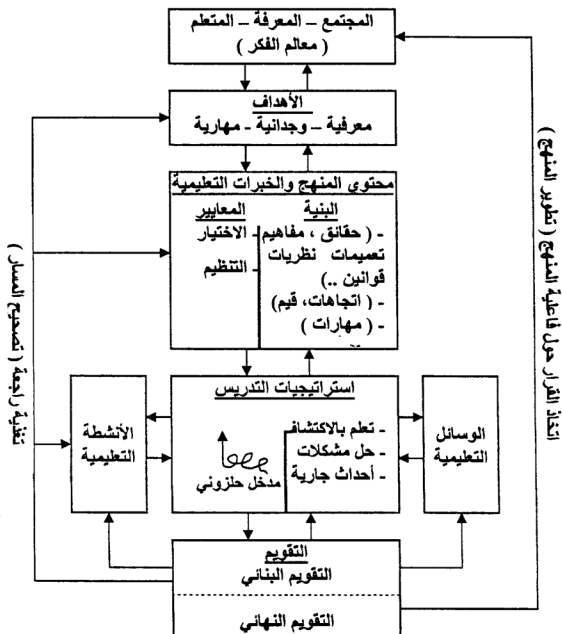 المجتمع – المعرفة – المتعلم
( معالم الفكر )
الأهداف
معرفية – وجدانية - مهارية
محتوي المنهج والخبرات التعليمية
البنية
- ( حقائق ، مفاهيم
تعميمات نظريات
قوانين ..)
- ( اتجاهات، قيم)
- ( مهارات )
المعايير
- الاختيار
- التنظيم
استراتيجيات التدريس
- تعلم بالاكتشاف
- حل مشكلات
- أحداث جارية
مدخل حلزوني
الوسائل
التعليمية
الأنشطة
التعليمية
التقويم
التقويم البنائي
التقويم النهائي
اتخاذ القرار حول فاعلية المنهج ( تطوير المنهج )
تغذية راجعة ( تصحيح المسار )